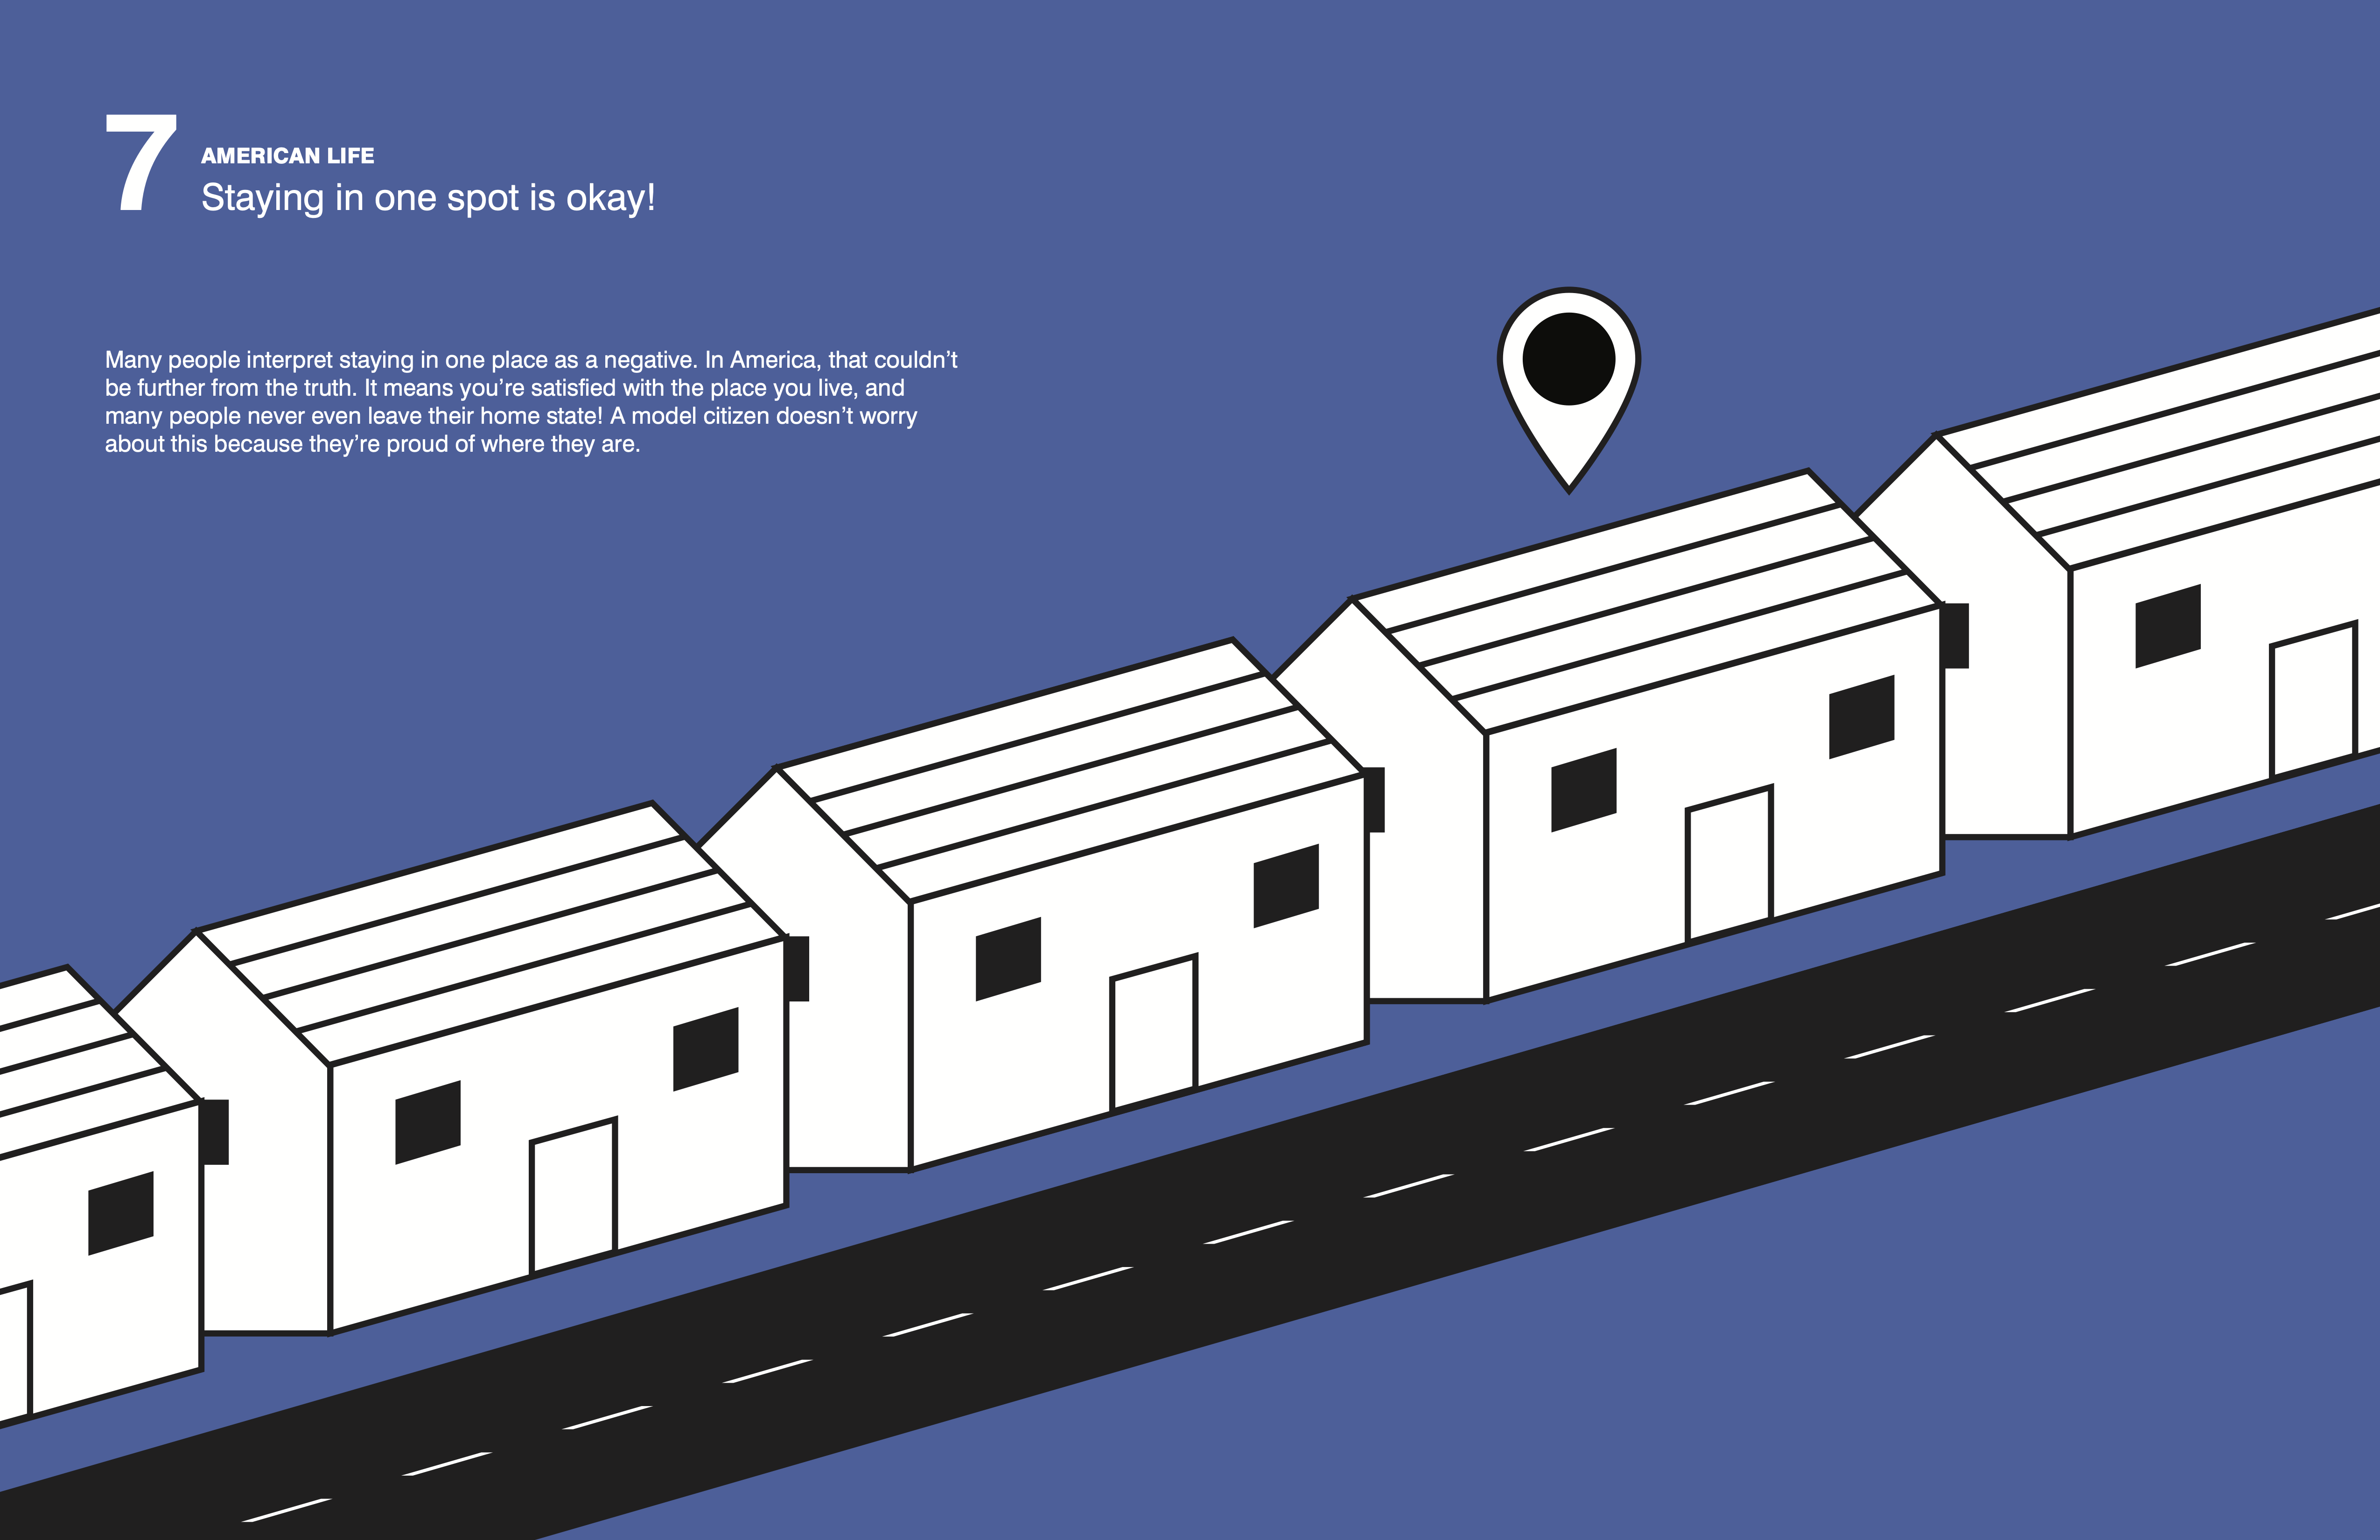 7
AMERICAN LIFE
Staying in one spot is okay!
Many people interpret staying in one place as a negative. In America, that couldn’t
be further from the truth. It means you’re satisfied with the place you live, and
many people never even leave their home state! A model citizen doesn’t worry
about this because they’re proud of where they are.